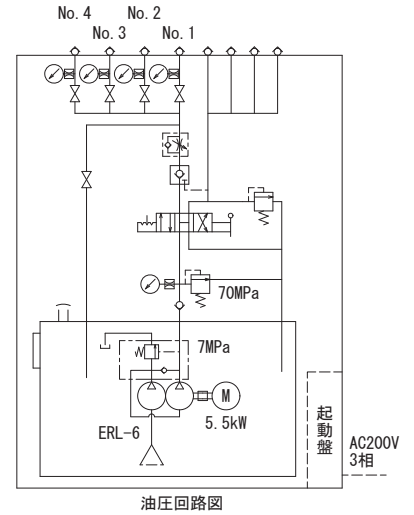 No. 4
No. 2
No. 3
No. 1
70MPa
7MPa
M
5.5kW
ERL-6
起動盤
AC200V
3相
油圧回路図